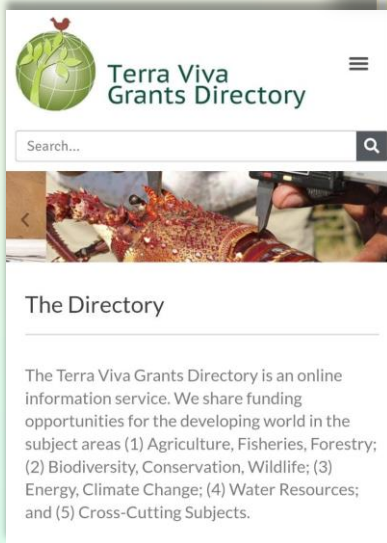 Terra Viva
Grants Directory
Search...
The Directory
The Terra Viva Grants Directory is an online
information service. We share funding
opportunities for the developing world in the
subject areas (1) Agriculture, Fisheries, Forestry;
(2) Biodiversity, Conservation, Wildlife; (3)
Energy, Climate Change; (4) Water Resources;
and (5) Cross-Cutting Subjects.